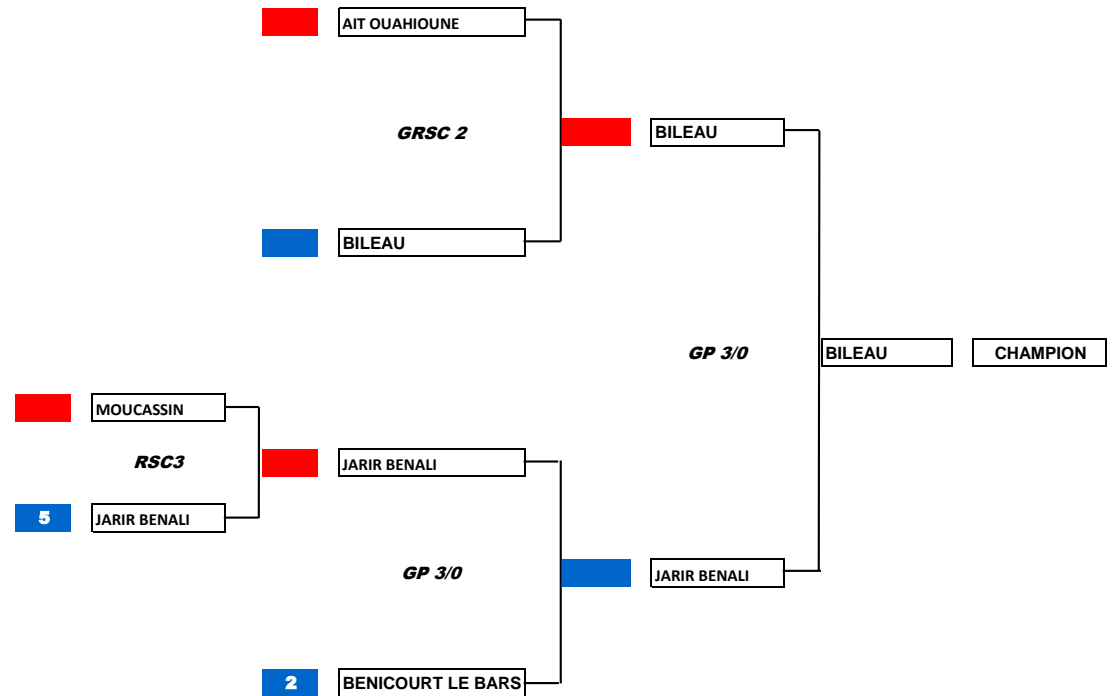 AIT OUAHIOUNE
GRSC 2
BILEAU
BILEAU
GP 3/0
BILEAU
CHAMPION
MOUCASSIN
RSC3
JARIR BENALI
5
JARIR BENALI
GP 3/0
JARIR BENALI
2
BENICOURT LE BARS